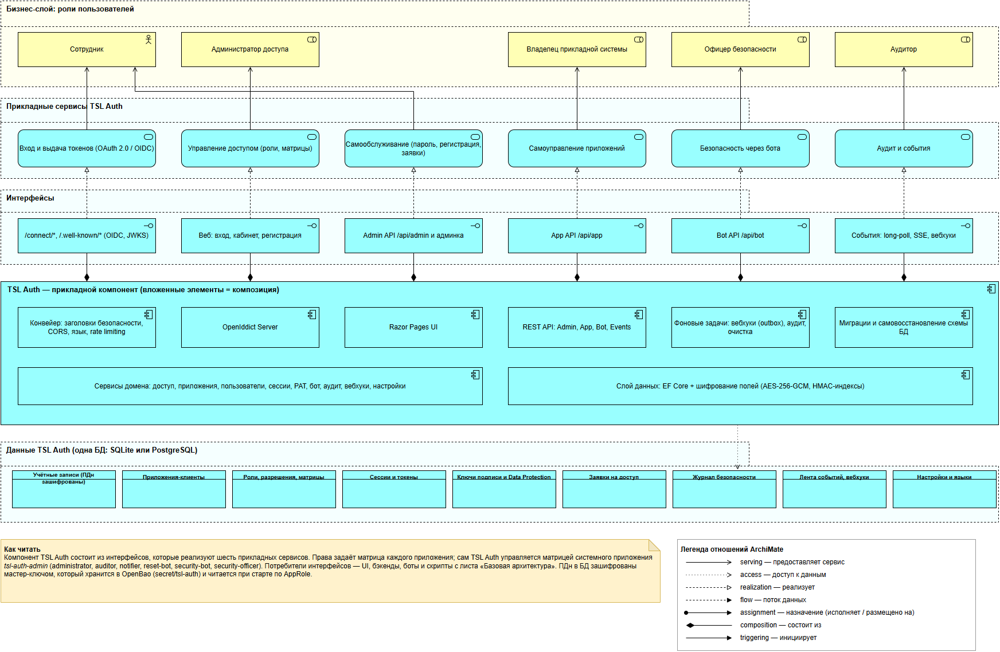 Бизнес-слой: роли пользователей
Сотрудник
Администратор доступа
Владелец прикладной системы
Офицер безопасности
Аудитор
Прикладные сервисы TSL Auth
Вход и выдача токенов (OAuth 2.0 / OIDC)
Управление доступом (роли, матрицы)
Самообслуживание (пароль, регистрация,
заявки)
Самоуправление приложений
Безопасность через бота
Аудит и события
Интерфейсы
/connect/*, /.well-known/* (OIDC, JWKS)
Веб: вход, кабинет, регистрация
Admin API /api/admin и админка
App API /api/app
Bot API /api/bot
События: long-poll, SSE, вебхуки
TSL Auth — прикладной компонент (вложенные элементы = композиция)
Конвейер: заголовки безопасности,
CORS, язык, rate limiting
OpenIddict Server
Razor Pages UI
REST API: Admin, App, Bot, Events
Фоновые задачи: вебхуки (outbox), аудит,
очистка
Миграции и самовосстановление схемы
БД
Сервисы домена: доступ, приложения, пользователи, сессии, PAT, бот, аудит, вебхуки, настройки
Слой данных: EF Core + шифрование полей (AES-256-GCM, HMAC-индексы)
Данные TSL Auth (одна БД: SQLite или PostgreSQL)
Учётные записи (ПДн
зашифрованы)
Приложения-клиенты
Роли, разрешения, матрицы
Сессии и токены
Ключи подписи и Data Protection
Заявки на доступ
Журнал безопасности
Лента событий, вебхуки
Настройки и языки
Как читать
Компонент TSL Auth состоит из интерфейсов, которые реализуют шесть прикладных сервисов. Права задаёт матрица каждого приложения; сам TSL Auth управляется матрицей системного приложения
tsl-auth-admin (administrator, auditor, notifier, reset-bot, security-bot, security-officer). Потребители интерфейсов — UI, бэкенды, боты и скрипты с листа «Базовая архитектура». ПДн в БД зашифрованы
мастер-ключом, который хранится в OpenBao (secret/tsl-auth) и читается при старте по AppRole.
Легенда отношений ArchiMate
serving — предоставляет сервис
access — доступ к данным
realization — реализует
flow — поток данных
assignment — назначение (исполняет / размещено на)
composition — состоит из
triggering — инициирует